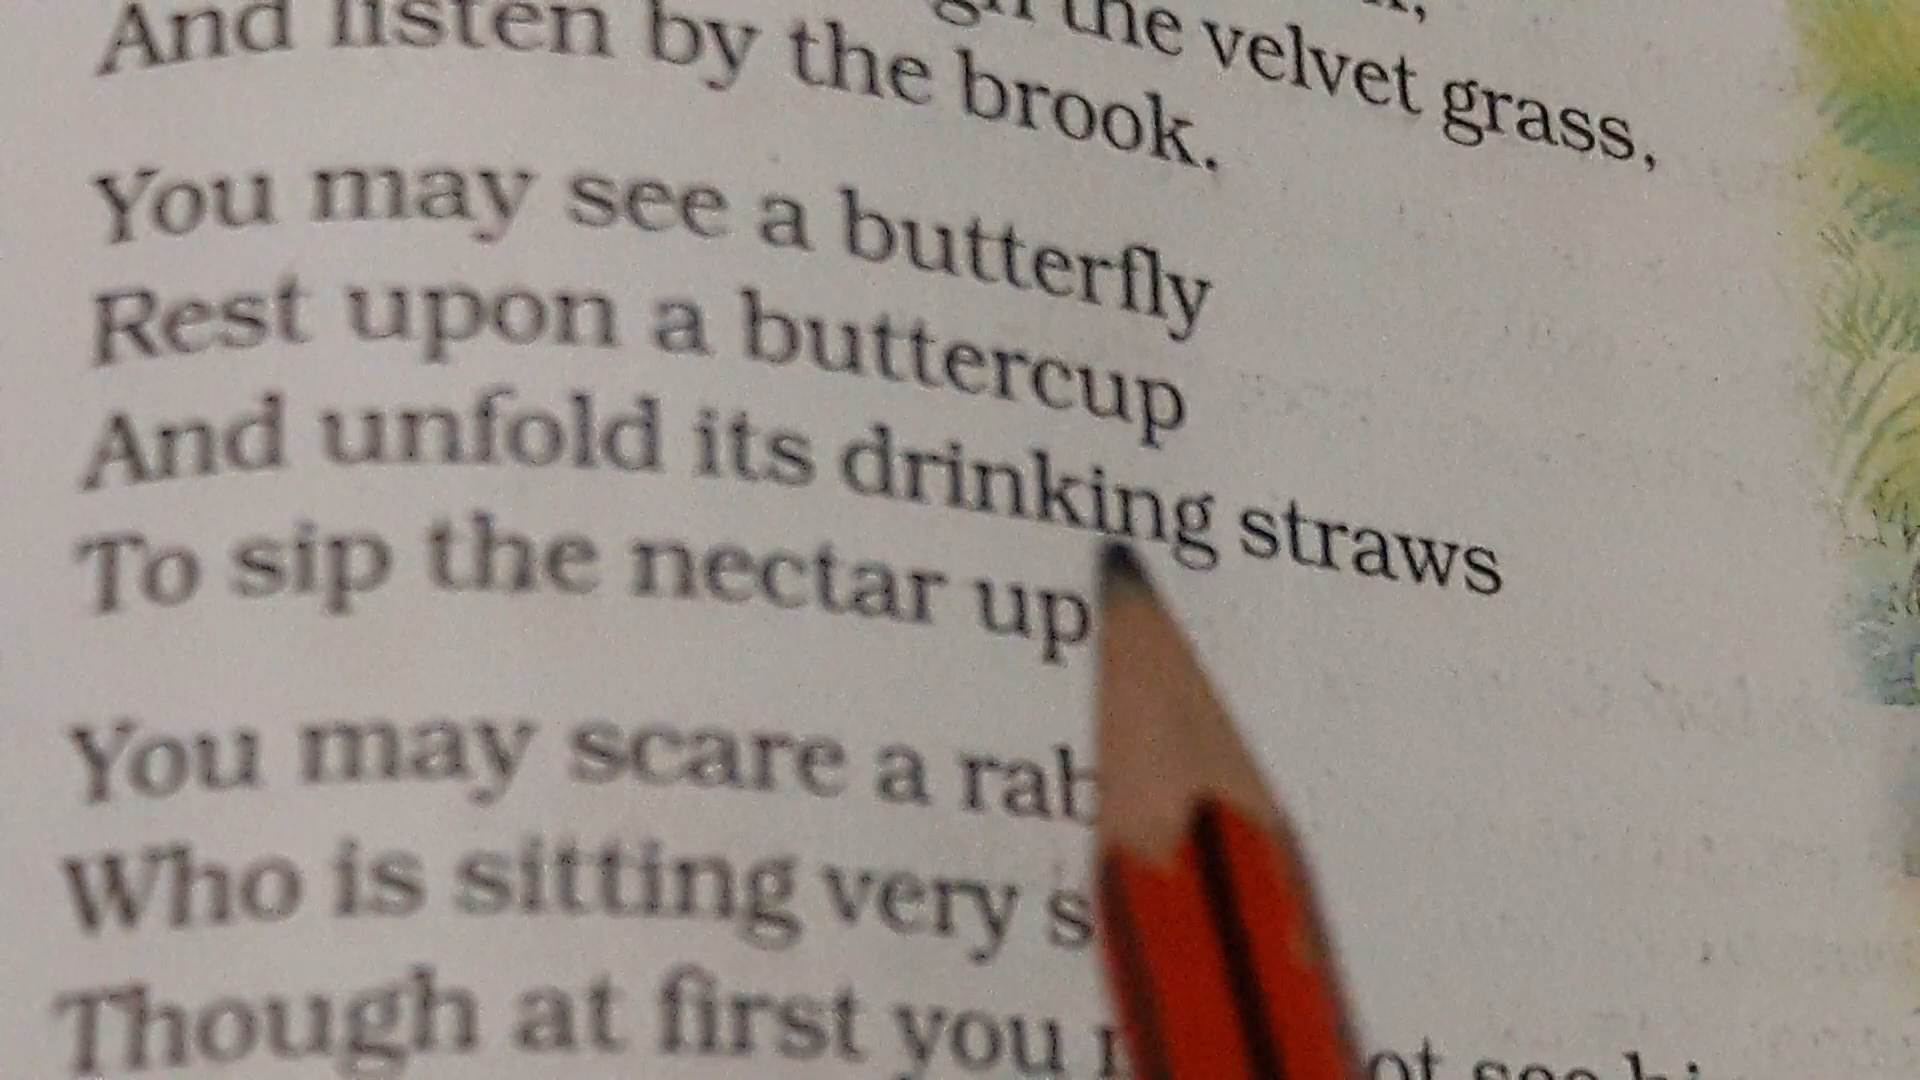 the velvet grass,
And listen by the brook.
You may see a butterfly
Rest upon a buttercup
And unfold its drinking straws
To sip the nectar up
You may scare a
Who is sitting very
Though at first you